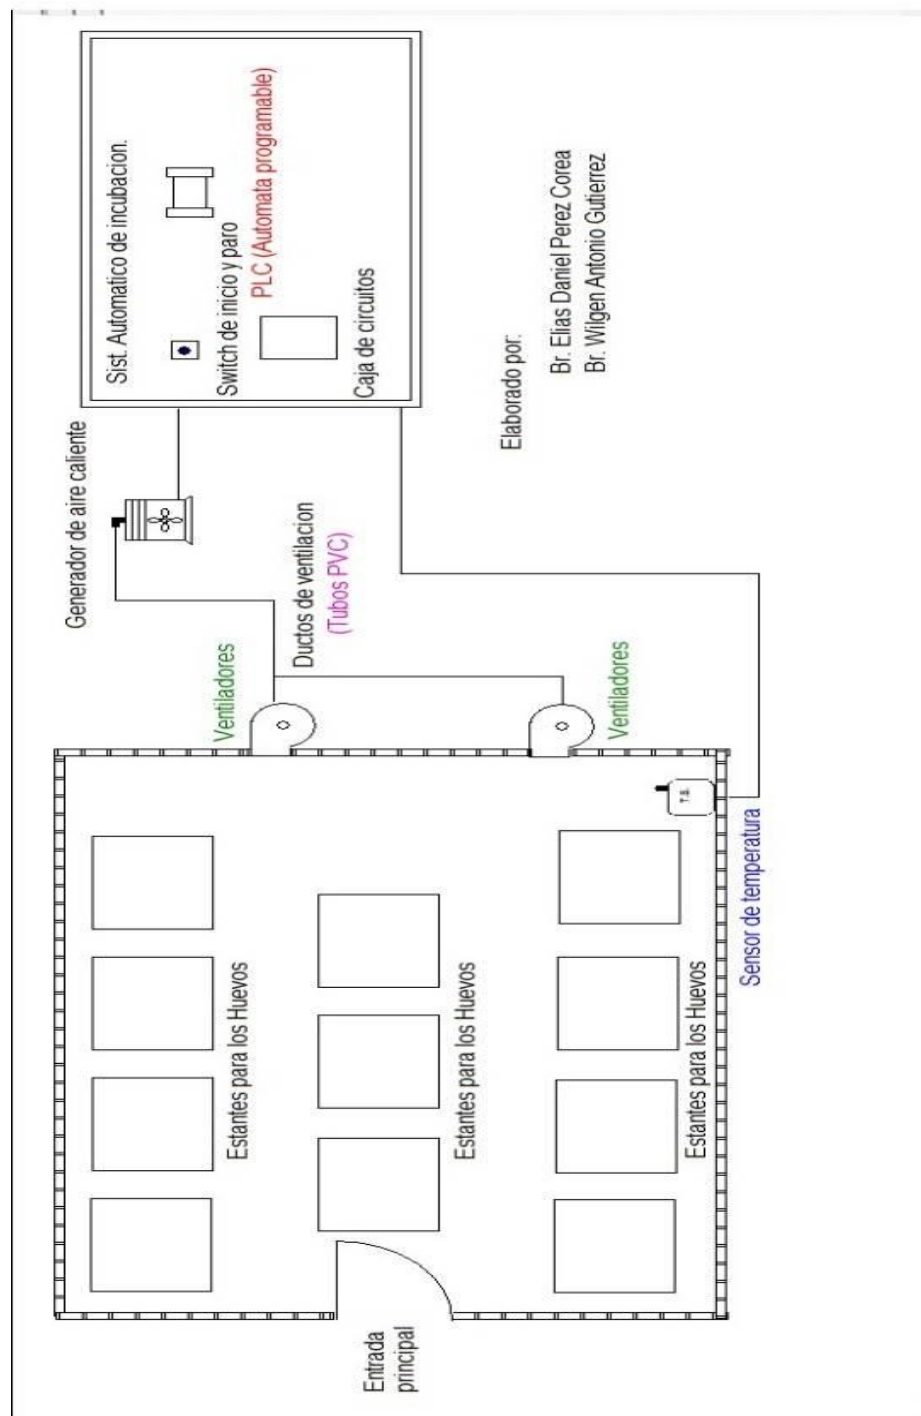 Sist. Automatico de incubacion.
Switch de inicio y paro
PLC (Automata programable)
Caja de circuitos
Generador de aire caliente
Ductos de ventilacion
(Tubos PVC)
Ventiladores
Ventiladores
Elaborado por:
Br. Elias Daniel Perez Corea
Br. Wilgen Antonio Gutierrez
Estantes para los Huevos
Estantes para los Huevos
Estantes para los Huevos
T.S.
Sensor de temperatura
Entrada
principal